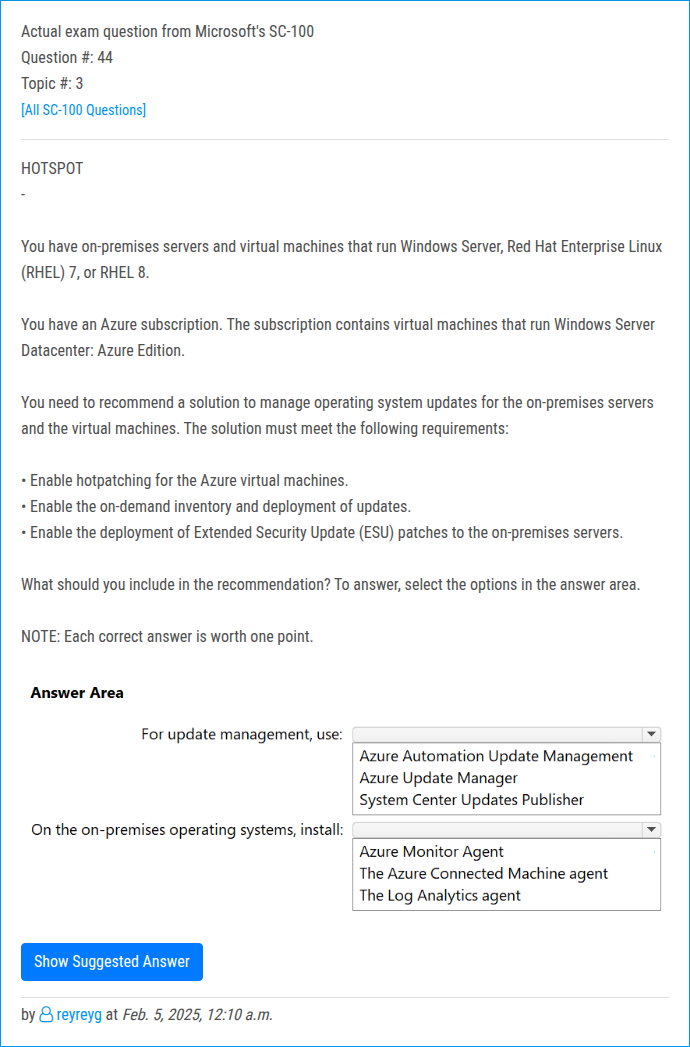 Actual exam question from Microsoft's SC-100
Question #: 44
Topic #: 3
[All SC-100 Questions]
HOTSPOT
-
You have on-premises servers and virtual machines that run Windows Server, Red Hat Enterprise Linux
(RHEL) 7, or RHEL 8.
You have an Azure subscription. The subscription contains virtual machines that run Windows Server
Datacenter: Azure Edition.
You need to recommend a solution to manage operating system updates for the on-premises servers
and the virtual machines. The solution must meet the following requirements:
• Enable hotpatching for the Azure virtual machines.
• Enable the on-demand inventory and deployment of updates.
• Enable the deployment of Extended Security Update (ESU) patches to the on-premises servers.
What should you include in the recommendation? To answer, select the options in the answer area.
NOTE: Each correct answer is worth one point.
Answer Area
For update management, use:
Azure Automation Update Management
Azure Update Manager
System Center Updates Publisher
On the on-premises operating systems, install:
Azure Monitor Agent
The Azure Connected Machine agent
The Log Analytics agent
Show Suggested Answer
by reyreyg at Feb. 5, 2025, 12:10 a.m.